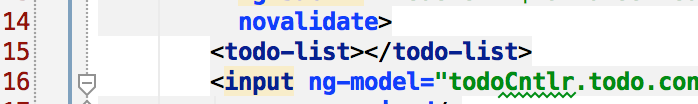 14 novalidate>
15 <todo-list></todo-list>
16 <input ng-model="todoCntlr.todo.con